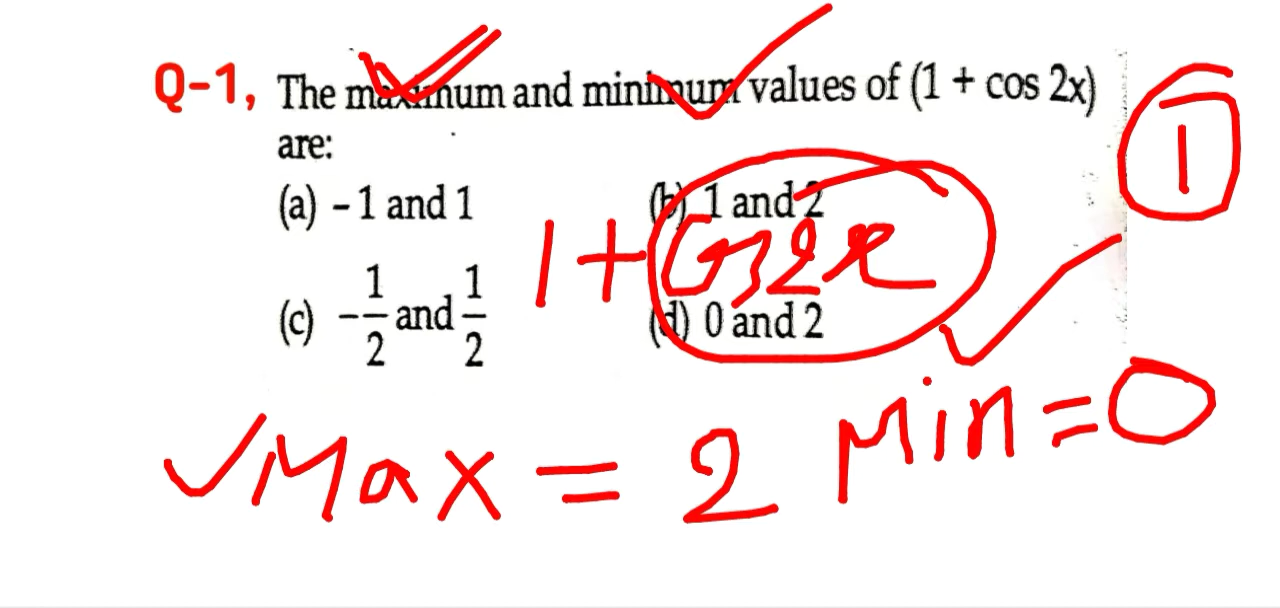 Q-1, The maximum and minimum values of (1 + cos 2x)
are:
1
(a) – 1 and 1 (b) 1 and 2
1 + Cos2x
(c) –1/2 and 1/2 (d) 0 and 2
Max = 2 Min = 0